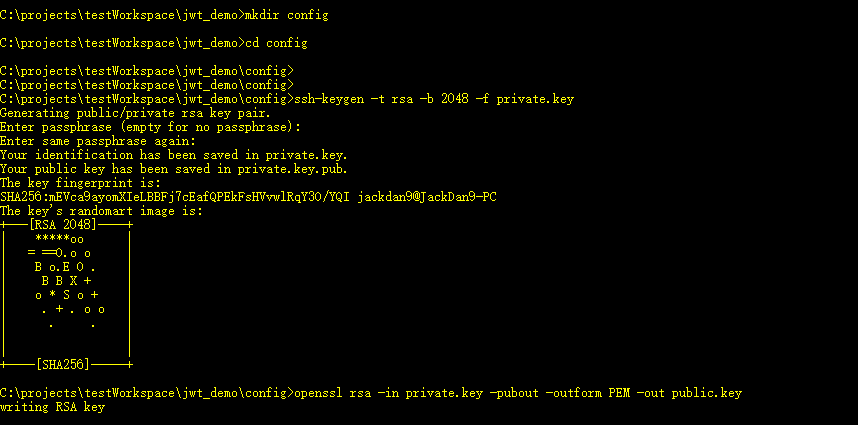 C:\projects\testWorkspace\jwt_demo>mkdir config
C:\projects\testWorkspace\jwt_demo>cd config
C:\projects\testWorkspace\jwt_demo\config>
C:\projects\testWorkspace\jwt_demo\config>
C:\projects\testWorkspace\jwt_demo\config>ssh-keygen -t rsa -b 2048 -f private.key
Generating public/private rsa key pair.
Enter passphrase (empty for no passphrase):
Enter same passphrase again:
Your identification has been saved in private.key.
Your public key has been saved in private.key.pub.
The key fingerprint is:
SHA256:mEVca9ayomXIeLBBFj7cEafQPEkFsHVvwlRqY30/YQI jackdan9@JackDan9-PC
The key's randomart image is:
+---[RSA 2048]----+
|    *****oo      |
|   = ==O.o o     |
|    B o.E O .    |
|     B B X +     |
|    o * S o +    |
|     . + . o o   |
|      .     .    |
|                 |
|                 |
+----[SHA256]-----+
C:\projects\testWorkspace\jwt_demo\config>openssl rsa -in private.key -pubout -outform PEM -out public.key
writing RSA key